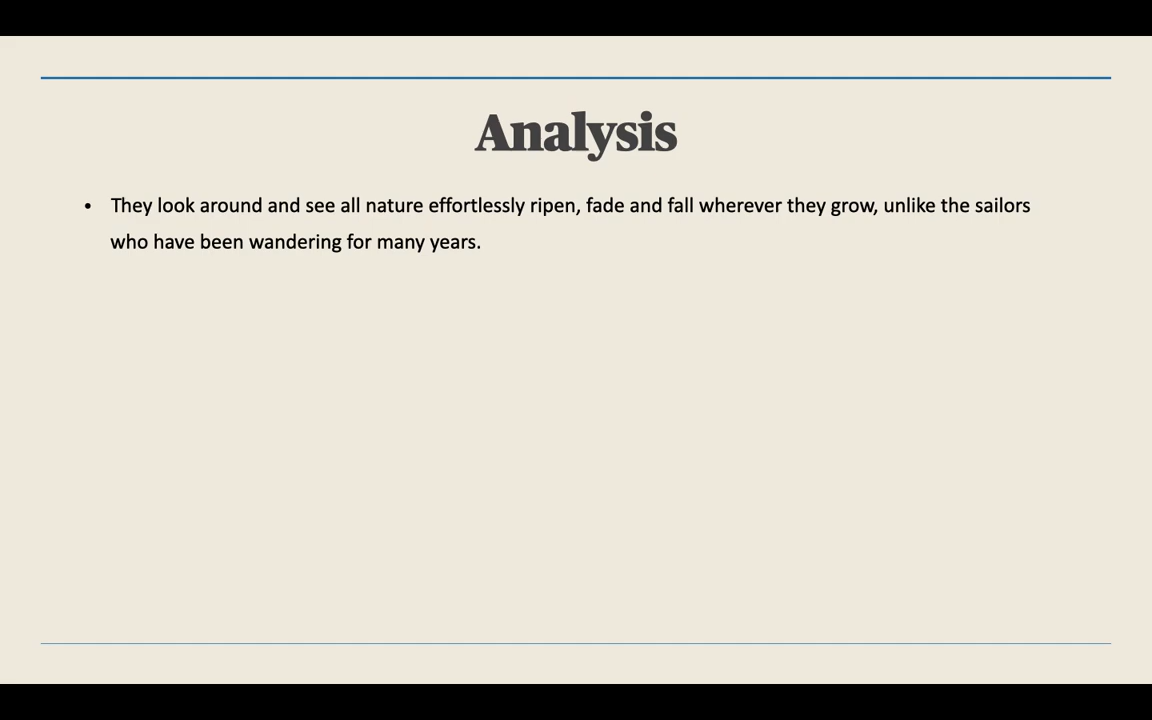 Analysis
• They look around and see all nature effortlessly ripen, fade and fall wherever they grow, unlike the sailors
who have been wandering for many years.